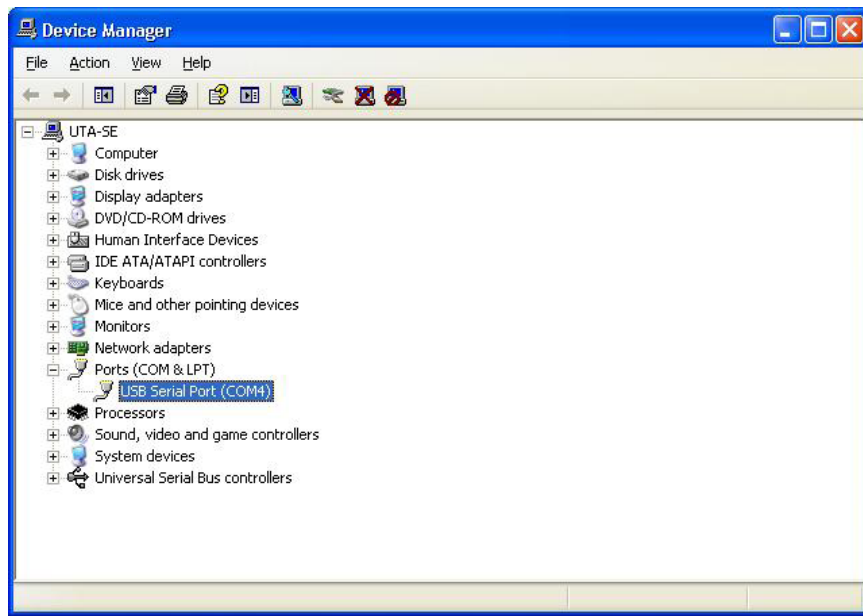 Device Manager
File Action View Help
UTA-SE
Computer
Disk drives
Display adapters
DVD/CD-ROM drives
Human Interface Devices
IDE ATA/ATAPI controllers
Keyboards
Mice and other pointing devices
Monitors
Network adapters
Ports (COM & LPT)
USB Serial Port (COM4)
Processors
Sound, video and game controllers
System devices
Universal Serial Bus controllers